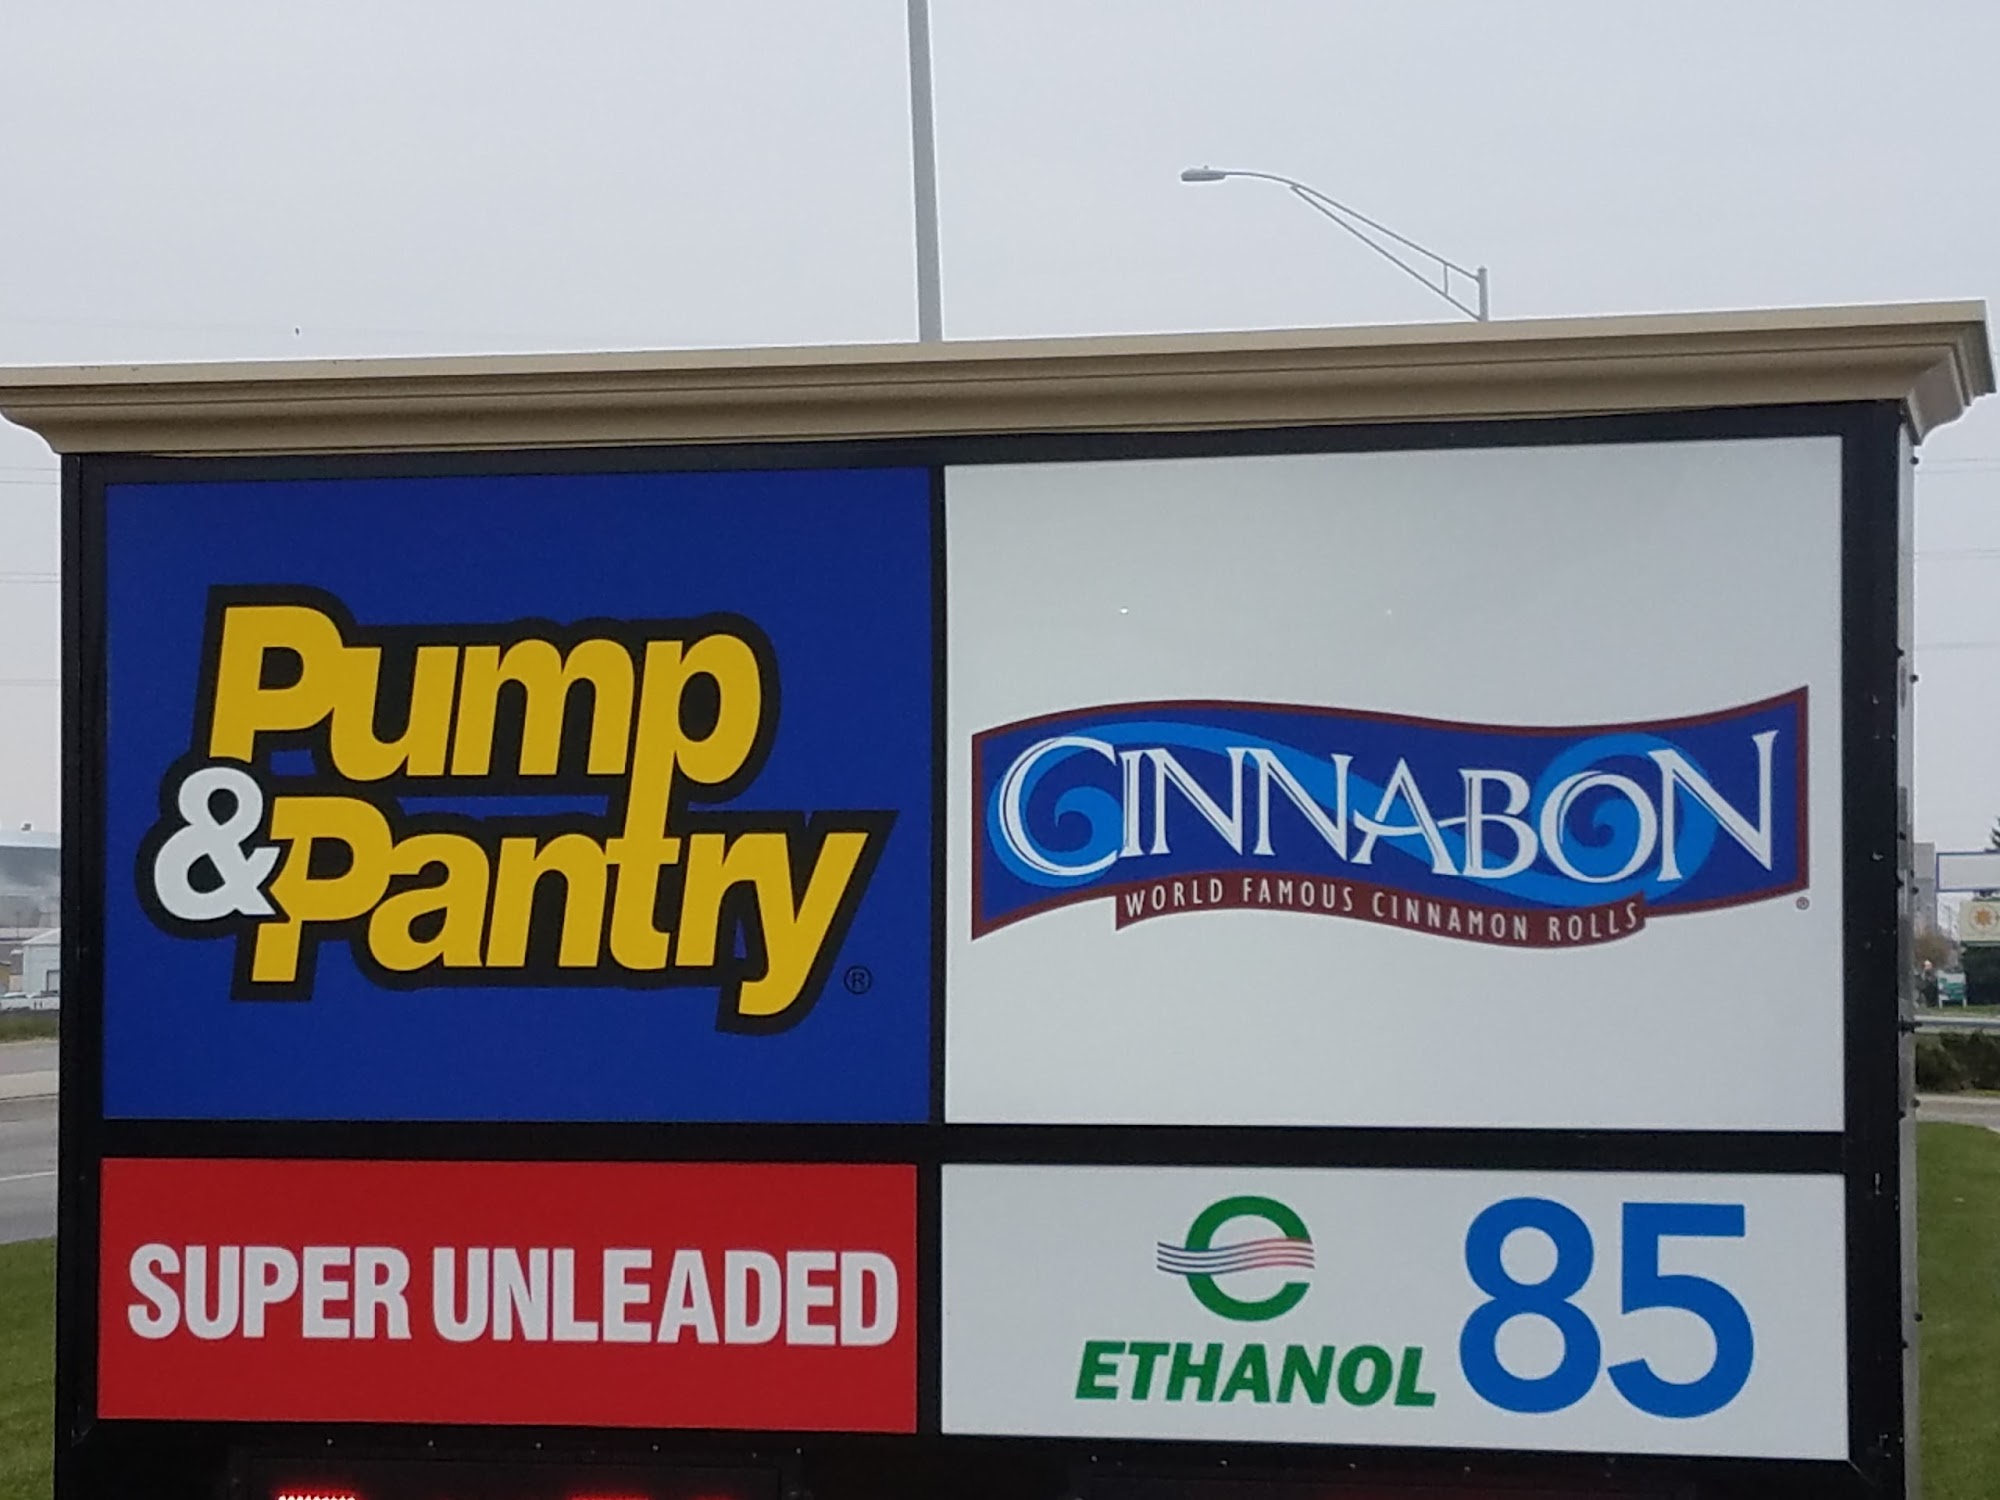 Pump
&Pantry
®
CINNABON
WORLD FAMOUS CINNAMON ROLLS
®
SUPER UNLEADED
e
ETHANOL
85